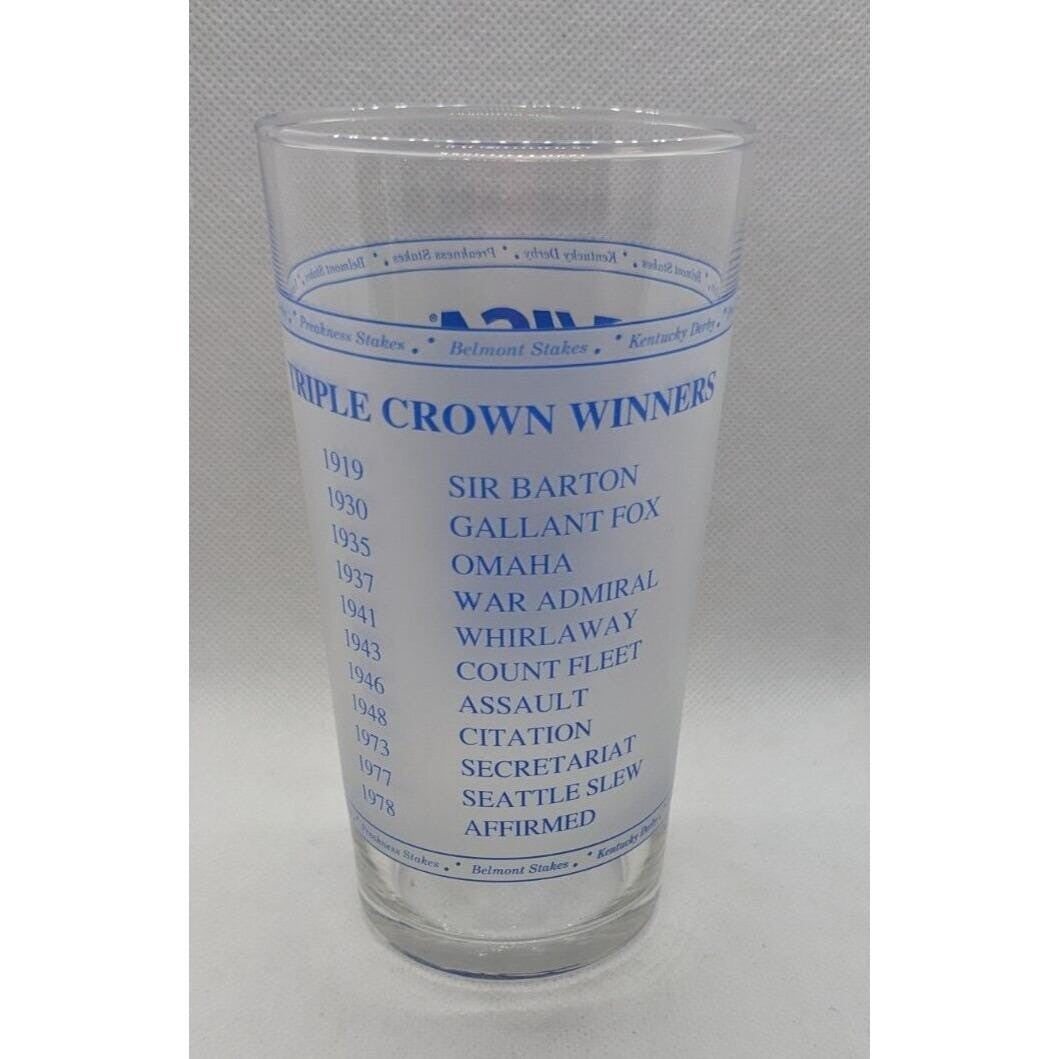 Belmont Stakes • Preakness Stakes • Kentucky Derby • Belmont Stakes
®
Preakness Stakes • Belmont Stakes • Kentucky Derby
TRIPLE CROWN WINNERS
1919 SIR BARTON
1930 GALLANT FOX
1935 OMAHA
1937 WAR ADMIRAL
1941 WHIRLAWAY
1943 COUNT FLEET
1946 ASSAULT
1948 CITATION
1973 SECRETARIAT
1977 SEATTLE SLEW
1978 AFFIRMED
Preakness Stakes • Belmont Stakes • Kentucky Derby